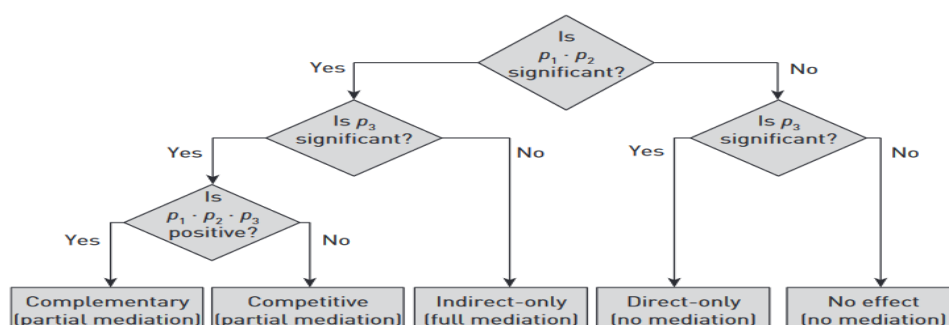 Is
p₁ · p₂
significant?
Yes
No
Is p₃
significant?
Is p₃
significant?
Yes
No
Yes
No
Is
p₁ · p₂ · p₃
positive?
Yes
No
Complementary
(partial mediation)
Competitive
(partial mediation)
Indirect-only
(full mediation)
Direct-only
(no mediation)
No effect
(no mediation)